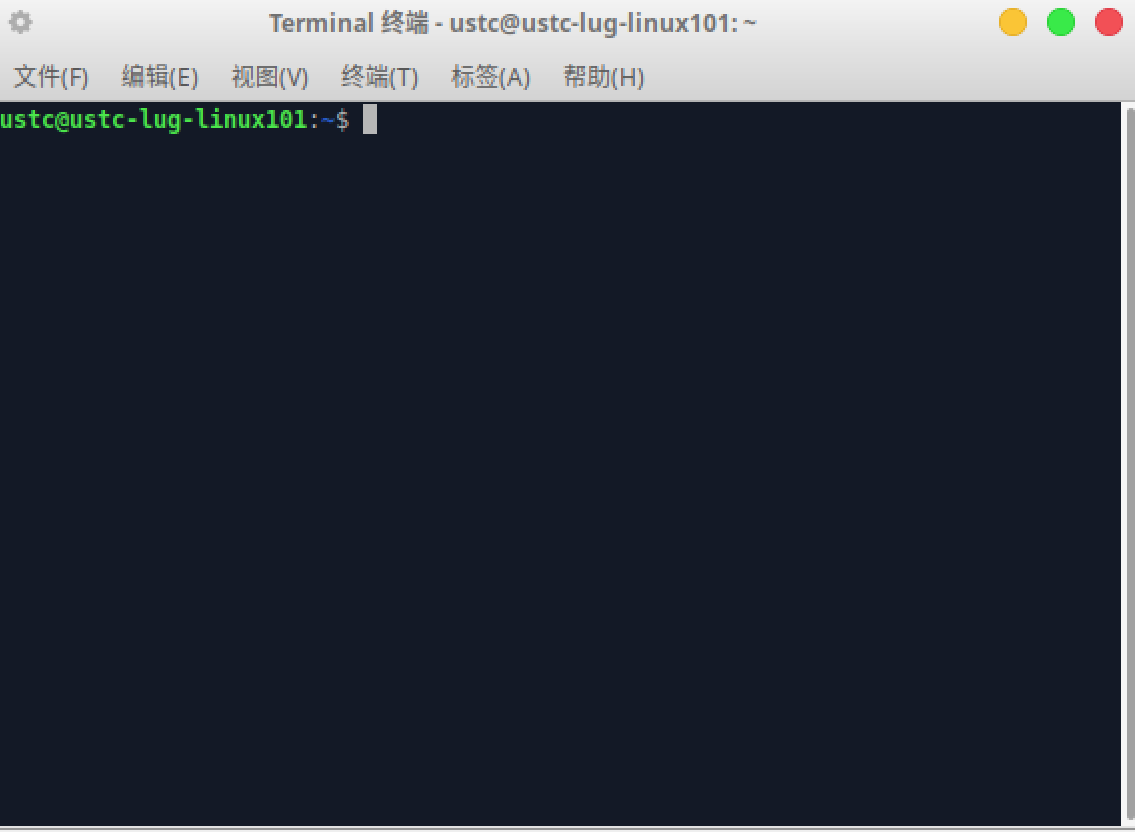 Terminal 终端 - ustc@ustc-lug-linux101: ~
文件(F) 编辑(E) 视图(V) 终端(T) 标签(A) 帮助(H)
ustc@ustc-lug-linux101:~$